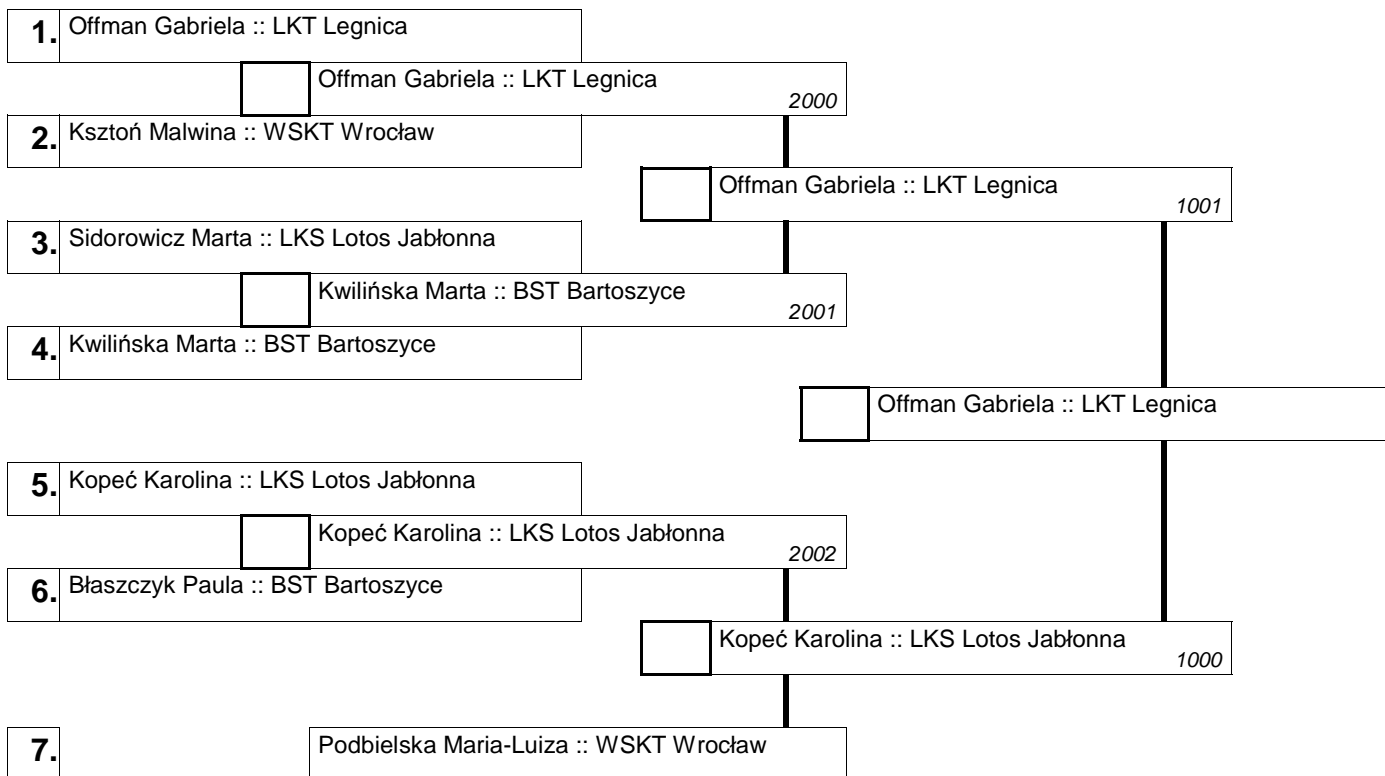 1. Offman Gabriela :: LKT Legnica
Offman Gabriela :: LKT Legnica
2000
2. Ksztoń Malwina :: WSKT Wrocław
Offman Gabriela :: LKT Legnica
1001
3. Sidorowicz Marta :: LKS Lotos Jabłonna
Kwilińska Marta :: BST Bartoszyce
2001
4. Kwilińska Marta :: BST Bartoszyce
Offman Gabriela :: LKT Legnica
5. Kopeć Karolina :: LKS Lotos Jabłonna
Kopeć Karolina :: LKS Lotos Jabłonna
2002
6. Błaszczyk Paula :: BST Bartoszyce
Kopeć Karolina :: LKS Lotos Jabłonna
1000
7. Podbielska Maria-Luiza :: WSKT Wrocław